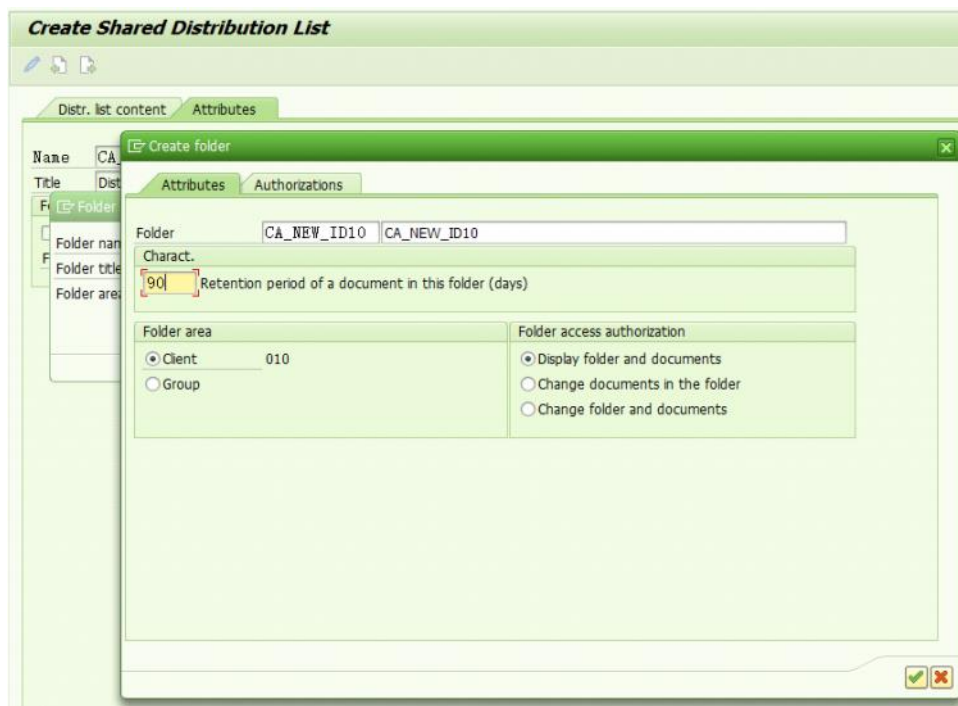 Create Shared Distribution List
Distr. list content Attributes
Name CA_
Title Dist
Create folder
Attributes Authorizations
Folder
Folder nam
Folder title
Folder area
Folder CA_NEW_ID10 CA_NEW_ID10
Charact.
90 Retention period of a document in this folder (days)
Folder area Folder access authorization
Client 010 Display folder and documents
Group Change documents in the folder
Change folder and documents